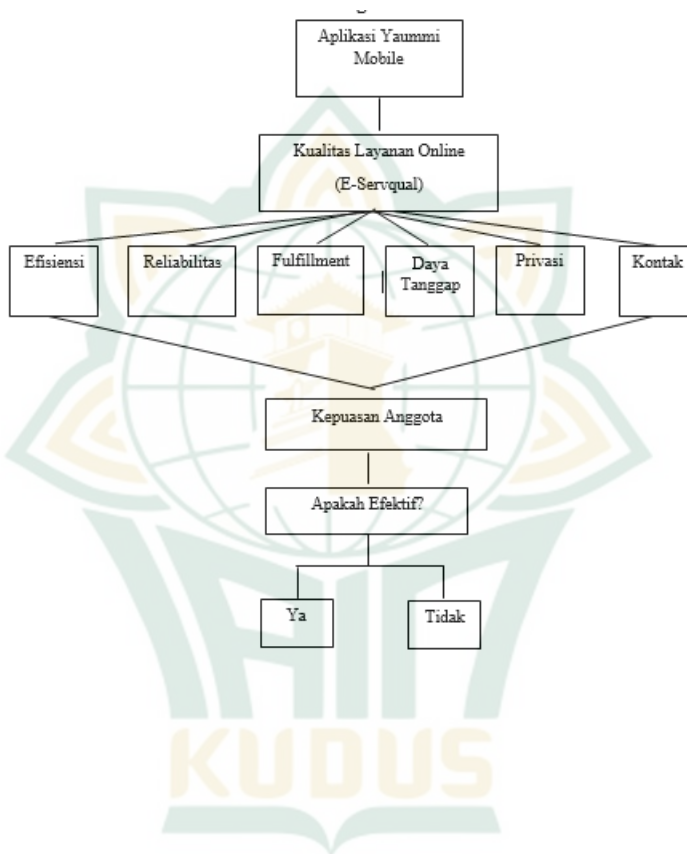 Aplikasi Yaummi
Mobile
Kualitas Layanan Online
(E-Servqual)
Efisiensi
Reliabilitas
Fulfillment
Daya
Tanggap
Privasi
Kontak
Kepuasan Anggota
Apakah Efektif?
Ya
Tidak
IAIN
KUDUS